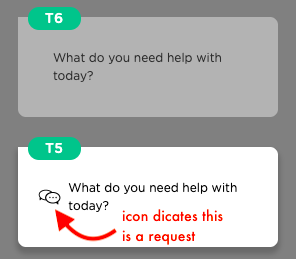 T6
What do you need help with
today?
T5
What do you need help with
today?
icon dicates this
is a request